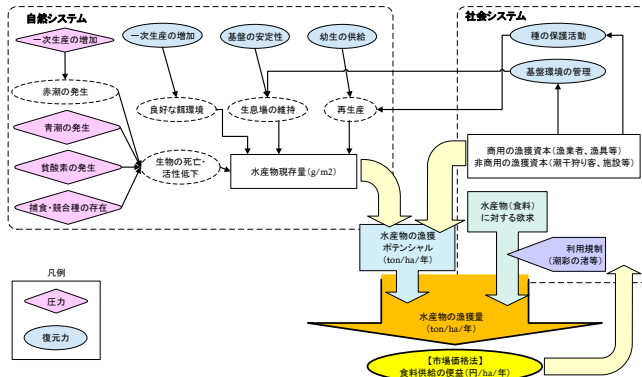 自然システム
社会システム
一次生産の増加
一次生産の増加
基盤の安定性
幼生の供給
種の保護活動
基盤環境の管理
赤潮の発生
良好な餌環境
生息場の維持
再生産
青潮の発生
貧酸素の発生
捕食・競合種の存在
生物の死亡・
活性低下
水産物現存量(g/m2)
商用の漁獲資本(漁業者、漁具等)
非商用の漁獲資本(潮干狩り客、施設等)
水産物の漁獲
ポテンシャル
(ton/ha/年)
水産物(食料)
に対する欲求
利用規制
(潮彩の渚等)
凡例
圧力
復元力
水産物の漁獲量
(ton/ha/年)
【市場価格法】
食料供給の便益(円/ha/年)